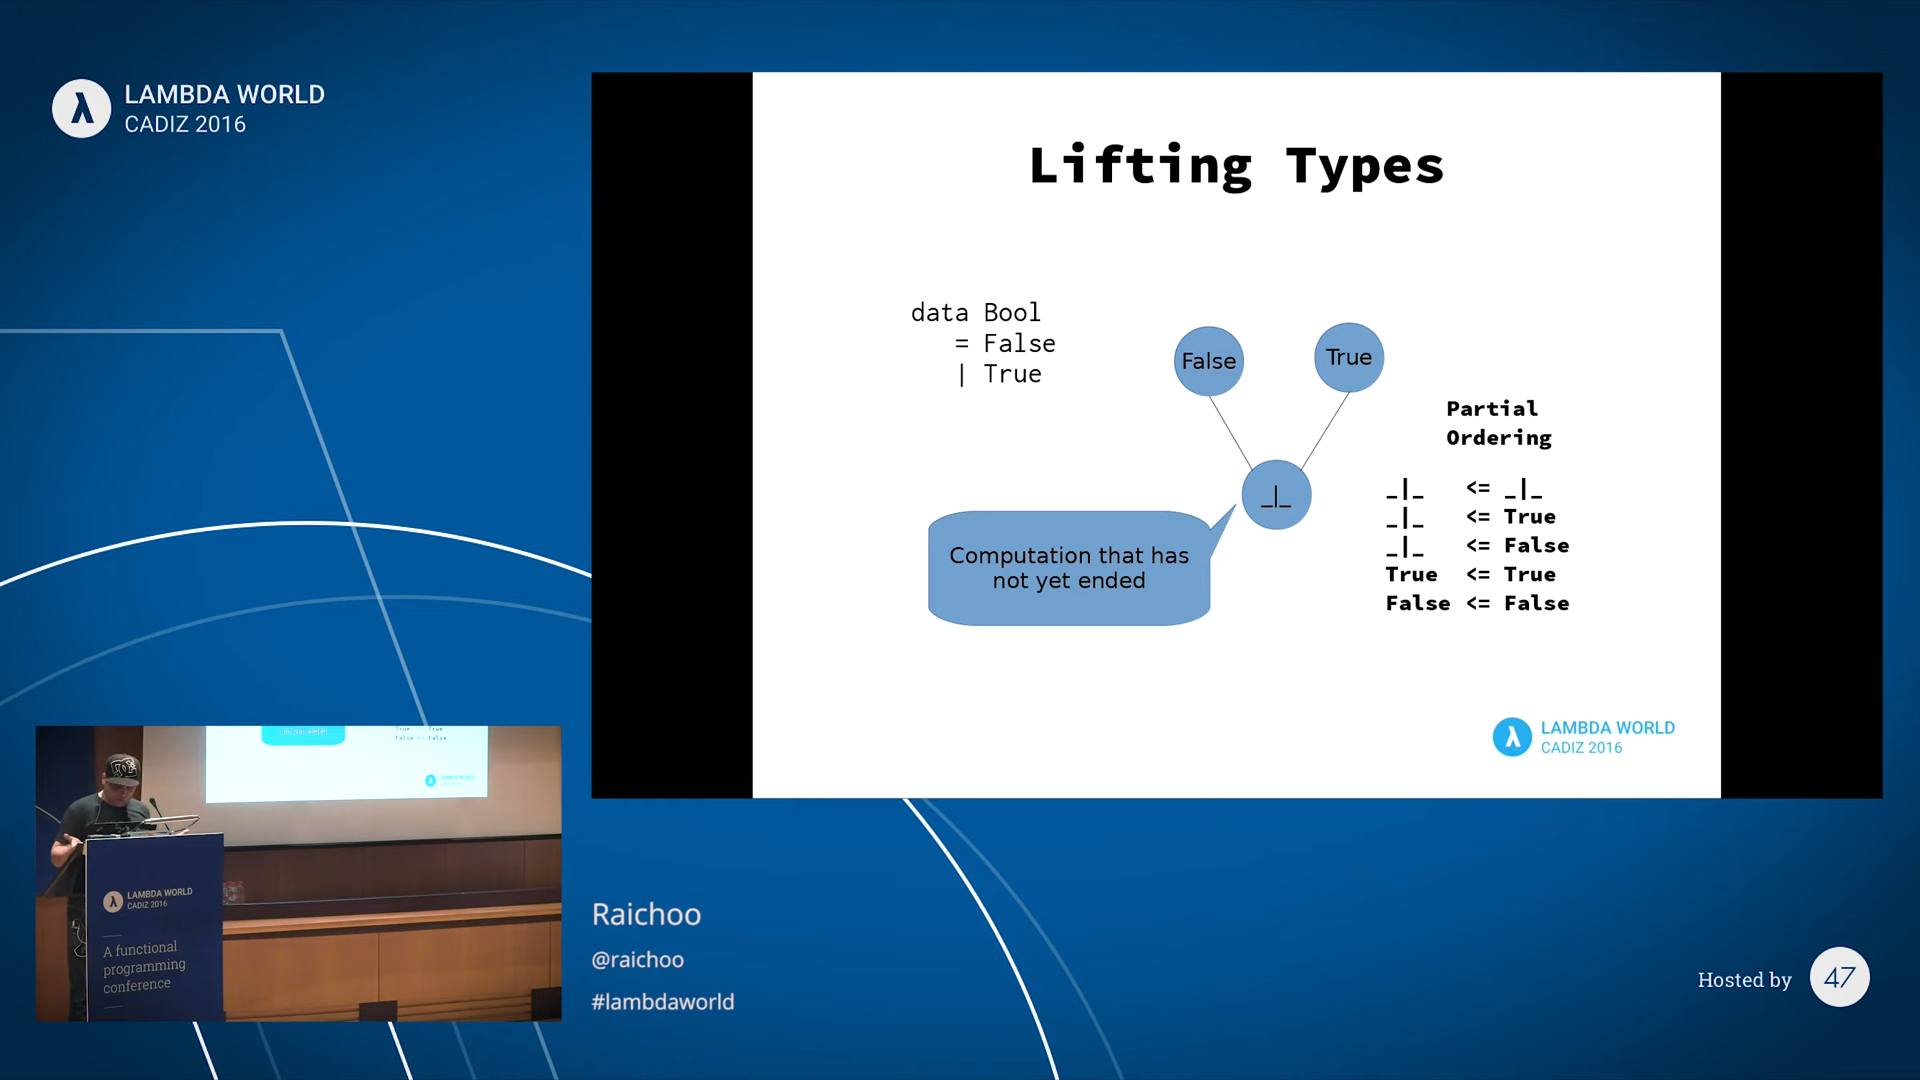 LAMBDA WORLD
CADIZ 2016
Lifting Types
data Bool
= False
| True
False
True
_|_
Computation that has
not yet ended
Partial
Ordering
_|_ <= _|_
_|_ <= True
_|_ <= False
True <= True
False <= False
LAMBDA WORLD
CADIZ 2016
LAMBDA WORLD
CADIZ 2016
A functional
programming
conference
Raichoo
@raichoo
#lambdaworld
Hosted by
47